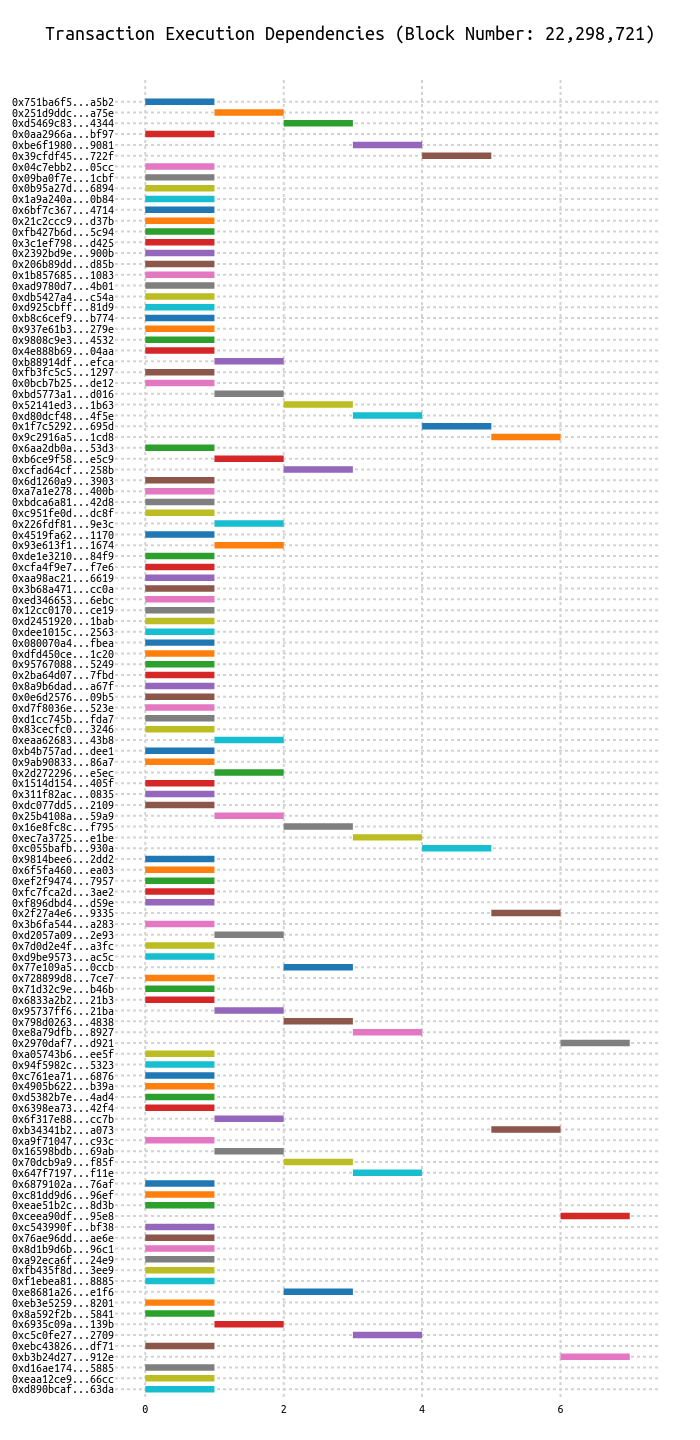 Transaction Execution Dependencies (Block Number: 22,298,721)
0x751ba6f5...a5b2
0x251d9ddc...a75e
0xd5469c83...4344
0x0aa2966a...bf97
0xbe6f1980...9081
0x39cfdf45...722f
0x04c7ebb2...05cc
0x09ba0f7e...1cbf
0x0b95a27d...6894
0x1a9a240a...0b84
0x6bf7c367...4714
0x21c2ccc9...d37b
0xfb427b6d...5c94
0x3c1ef798...d425
0x2392bd9e...900b
0x206b89dd...d85b
0x1b857685...1083
0xad9780d7...4b01
0xdb5427a4...c54a
0xd925cbff...81d9
0xb8c6cef9...b774
0x937e61b3...279e
0x9808c9e3...4532
0x4e888b69...04aa
0xb88914df...efca
0xfb3fc5c5...1297
0x0bcb7b25...de12
0xbd5773a1...d016
0x52141ed3...1b63
0xd80dcf48...4f5e
0x1f7c5292...695d
0x9c2916a5...1cd8
0x6aa2db0a...53d3
0xb6ce9f58...e5c9
0xcfad64cf...258b
0x6d1260a9...3903
0xa7a1e278...400b
0xbdca6a81...42d8
0xc951fe0d...dc8f
0x226fdf81...9e3c
0x4519fa62...1170
0x93e613f1...1674
0xde1e3210...84f9
0xcfa4f9e7...f7e6
0xaa98ac21...6619
0x3b68a471...cc0a
0xed346653...6ebc
0x12cc0170...ce19
0xd2451920...1bab
0xdee1015c...2563
0x080070a4...fbea
0xdfd450ce...1c20
0x95767088...5249
0x2ba64d07...7fbd
0x8a9b6dad...a67f
0x0e6d2576...09b5
0xd7f8036e...523e
0xd1cc745b...fda7
0x83cecfc0...3246
0xeaa62683...43b8
0xb4b757ad...dee1
0x9ab90833...86a7
0x2d272296...e5ec
0x1514d154...405f
0x311f82ac...0835
0xdc077dd5...2109
0x25b4108a...59a9
0x16e8fc8c...f795
0xec7a3725...e1be
0xc055bafb...930a
0x9814bee6...2dd2
0x6f5fa460...ea03
0xef2f9474...7957
0xfc7fca2d...3ae2
0xf896dbd4...d59e
0x2f27a4e6...9335
0x3b6fa544...a283
0xd2057a09...2e93
0x7d0d2e4f...a3fc
0xd9be9573...ac5c
0x77e109a5...0ccb
0x728899d8...7ce7
0x71d32c9e...b46b
0x6833a2b2...21b3
0x95737ff6...21ba
0x798d0263...4838
0xe8a79dfb...8927
0x2970daf7...d921
0xa05743b6...ee5f
0x94f5982c...5323
0xc761ea71...6876
0x4905b622...b39a
0xd5382b7e...4ad4
0x6398ea73...42f4
0x6f317e88...cc7b
0xb34341b2...a073
0xa9f71047...c93c
0x16598bdb...69ab
0x70dcb9a9...f85f
0x647f7197...f11e
0x6879102a...76af
0xc81dd9d6...96ef
0xeae51b2c...8d3b
0xceea90df...95e8
0xc543990f...bf38
0x76ae96dd...ae6e
0x8d1b9d6b...96c1
0xa92eca6f...24e9
0xfb435f8d...3ee9
0xf1ebea81...8885
0xe8681a26...e1f6
0xeb3e5259...8201
0x8a592f2b...5841
0x6935c09a...139b
0xc5c0fe27...2709
0xebc43826...df71
0xb3b24d27...912e
0xd16ae174...5885
0xeaa12ce9...66cc
0xd890bcaf...63da
0 2 4 6